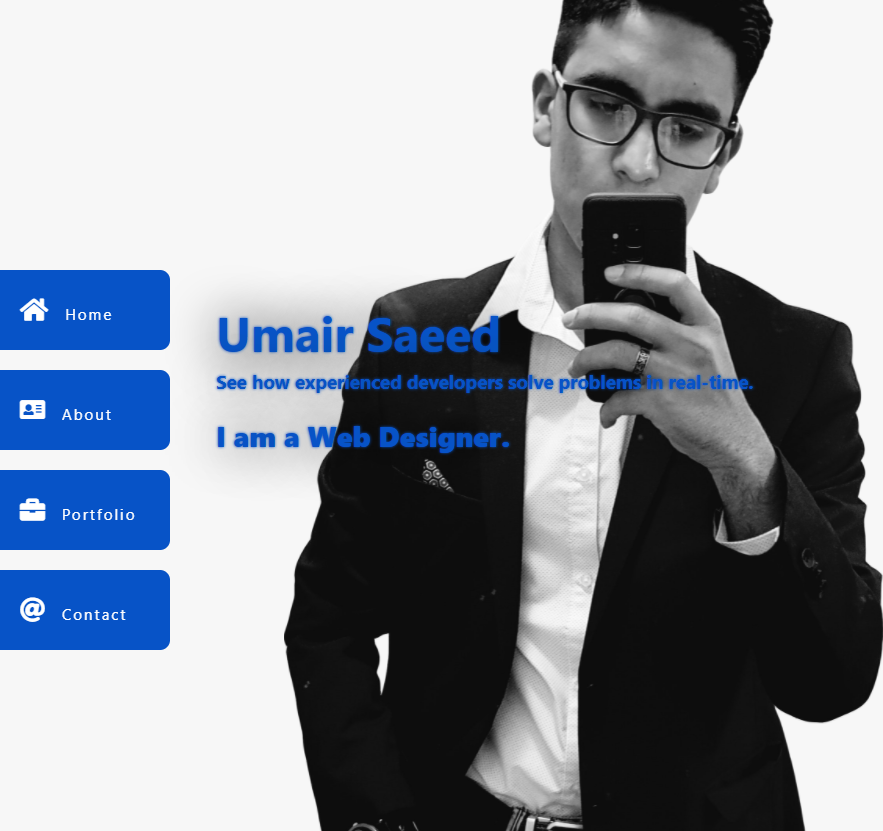 Home
About
Portfolio
Contact
Umair Saeed
See how experienced developers solve problems in real-time.
I am a Web Designer.